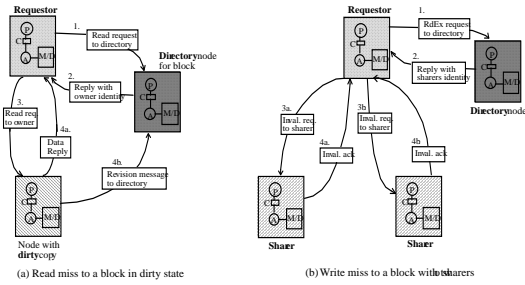 Requestor
P
C
A
M/D
1.
Read request
to directory
Directory node
for block
P
C
A
M/D
2.
Reply with
owner identity
3.
Read req.
to owner
4a.
Data
Reply
4b.
Revision message
to directory
P
C
A
M/D
Node with
dirty copy
(a) Read miss to a block in dirty state
Requestor
P
C
A
M/D
1.
RdEx request
to directory
P
C
A
M/D
Directory node
2.
Reply with
sharers identity
3a.
Inval. req.
to sharer
3b.
Inval. req.
to sharer
4a.
Inval. ack
4b.
Inval. ack
P
C
A
M/D
Sharer
P
C
A
M/D
Sharer
(b) Write miss to a block with two sharers